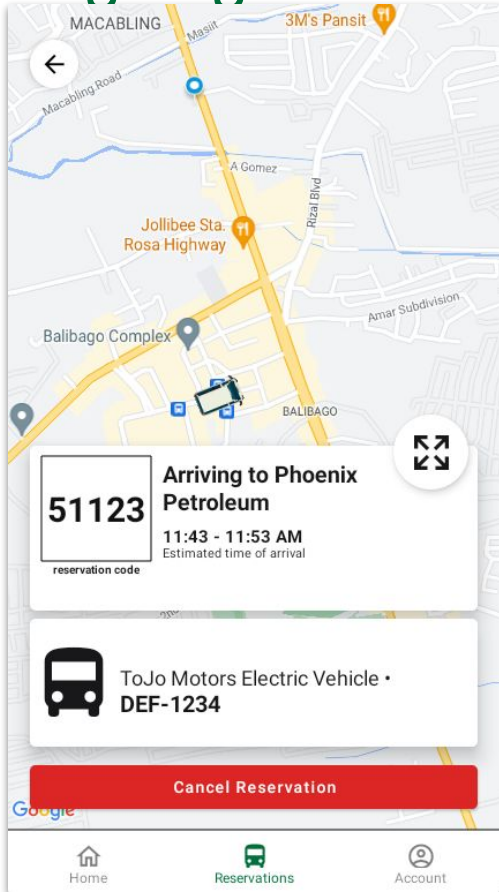 MACABLING
Masiit
3M's Pansit
Macabling Road
A Gomez
Rizal Blvd
Jollibee Sta.
Rosa Highway
Amar Subdivision
Balibago Complex
BALIBAGO
51123
reservation code
Arriving to Phoenix
Petroleum
11:43 - 11:53 AM
Estimated time of arrival
2nd
ToJo Motors Electric Vehicle •
DEF-1234
Cancel Reservation
Google
Home
Reservations
Account